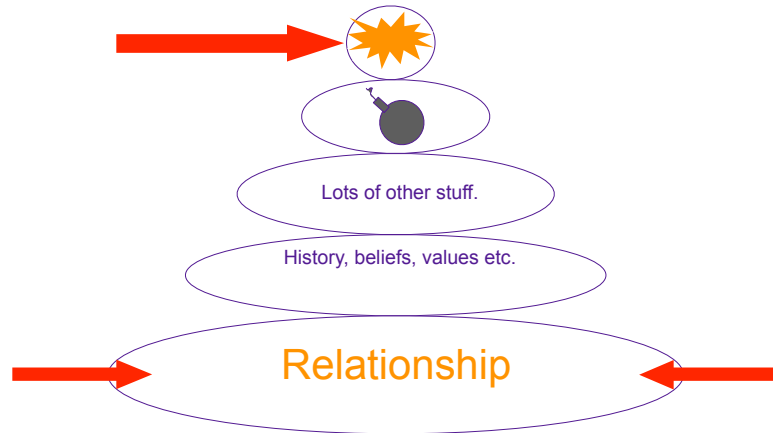 Lots of other stuff.
History, beliefs, values etc.
Relationship